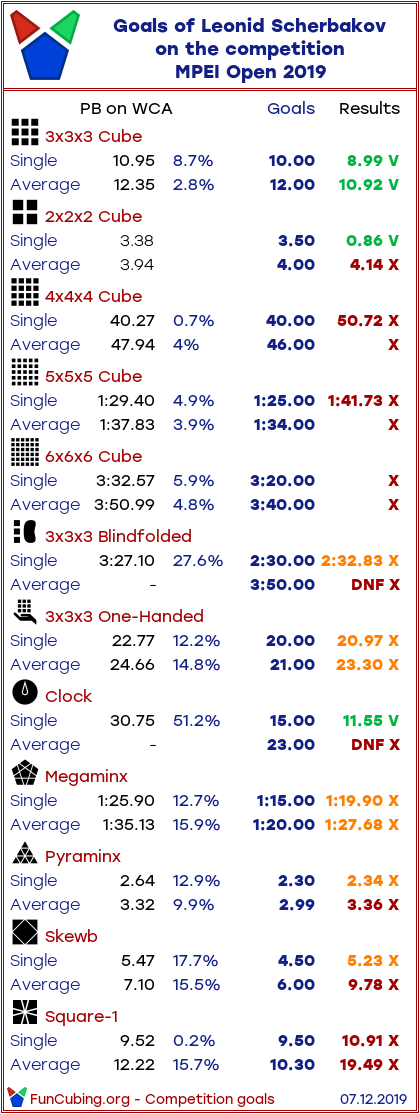 Goals of Leonid Scherbakov
on the competition
MPEI Open 2019
PB on WCA Goals Results
3x3x3 Cube
Single 10.95 8.7% 10.00 8.99 V
Average 12.35 2.8% 12.00 10.92 V
2x2x2 Cube
Single 3.38 3.50 0.86 V
Average 3.94 4.00 4.14 X
4x4x4 Cube
Single 40.27 0.7% 40.00 50.72 X
Average 47.94 4% 46.00 X
5x5x5 Cube
Single 1:29.40 4.9% 1:25.00 1:41.73 X
Average 1:37.83 3.9% 1:34.00 X
6x6x6 Cube
Single 3:32.57 5.9% 3:20.00 X
Average 3:50.99 4.8% 3:40.00 X
3x3x3 Blindfolded
Single 3:27.10 27.6% 2:30.00 2:32.83 X
Average – 3:50.00 DNF X
3x3x3 One-Handed
Single 22.77 12.2% 20.00 20.97 X
Average 24.66 14.8% 21.00 23.30 X
Clock
Single 30.75 51.2% 15.00 11.55 V
Average – 23.00 DNF X
Megaminx
Single 1:25.90 12.7% 1:15.00 1:19.90 X
Average 1:35.13 15.9% 1:20.00 1:27.68 X
Pyraminx
Single 2.64 12.9% 2.30 2.34 X
Average 3.32 9.9% 2.99 3.36 X
Skewb
Single 5.47 17.7% 4.50 5.23 X
Average 7.10 15.5% 6.00 9.78 X
Square-1
Single 9.52 0.2% 9.50 10.91 X
Average 12.22 15.7% 10.30 19.49 X
FunCubing.org - Competition goals 07.12.2019